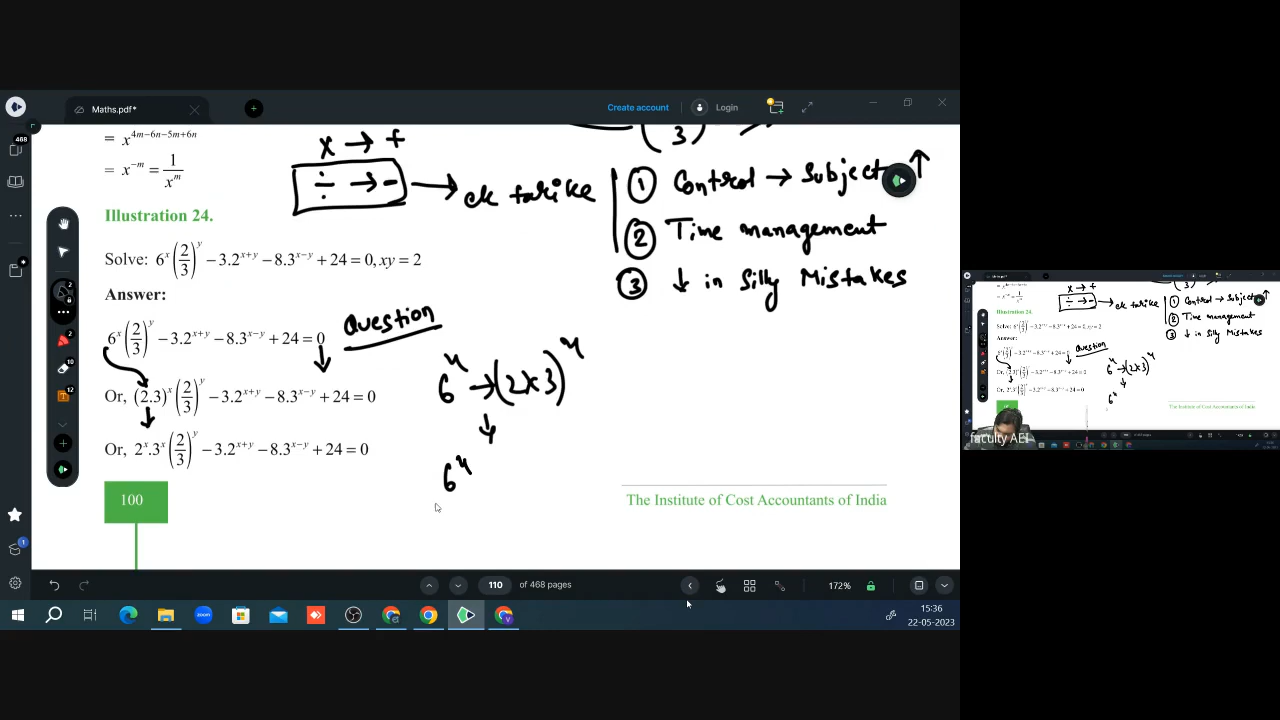 Maths.pdf*
Create account
Login
468
= x^{4m–6n–5m+6n}
= x^{-m} = 1/x^m
x → +
÷ → -
→ ek tarike
3)
① Control → Subject ↑
② Time management
③ ↓ in Silly Mistakes
Illustration 24.
Solve: 6^x (2/3)^y – 3.2^{x+y} – 8.3^{x–y} + 24 = 0, xy = 2
Answer:
Question
6^x (2/3)^y – 3.2^{x+y} – 8.3^{x–y} + 24 = 0
6^x → (2x3)^x
Or, (2.3)^x (2/3)^y – 3.2^{x+y} – 8.3^{x–y} + 24 = 0
Or, 2^x.3^x (2/3)^y – 3.2^{x+y} – 8.3^{x–y} + 24 = 0
6^x
100
The Institute of Cost Accountants of India
110 of 468 pages
172%
zoom
15:36
22-05-2023
faculty AEI